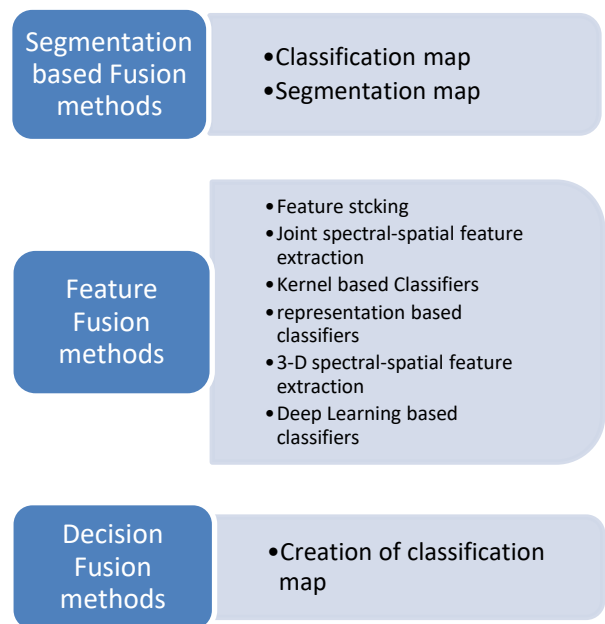 Segmentation
based Fusion
methods
•Classification map
•Segmentation map
Feature
Fusion
methods
•Feature stcking
•Joint spectral-spatial feature
extraction
•Kernel based Classifiers
•representation based
classifiers
•3-D spectral-spatial feature
extraction
•Deep Learning based
classifiers
Decision
Fusion
methods
•Creation of classification
map